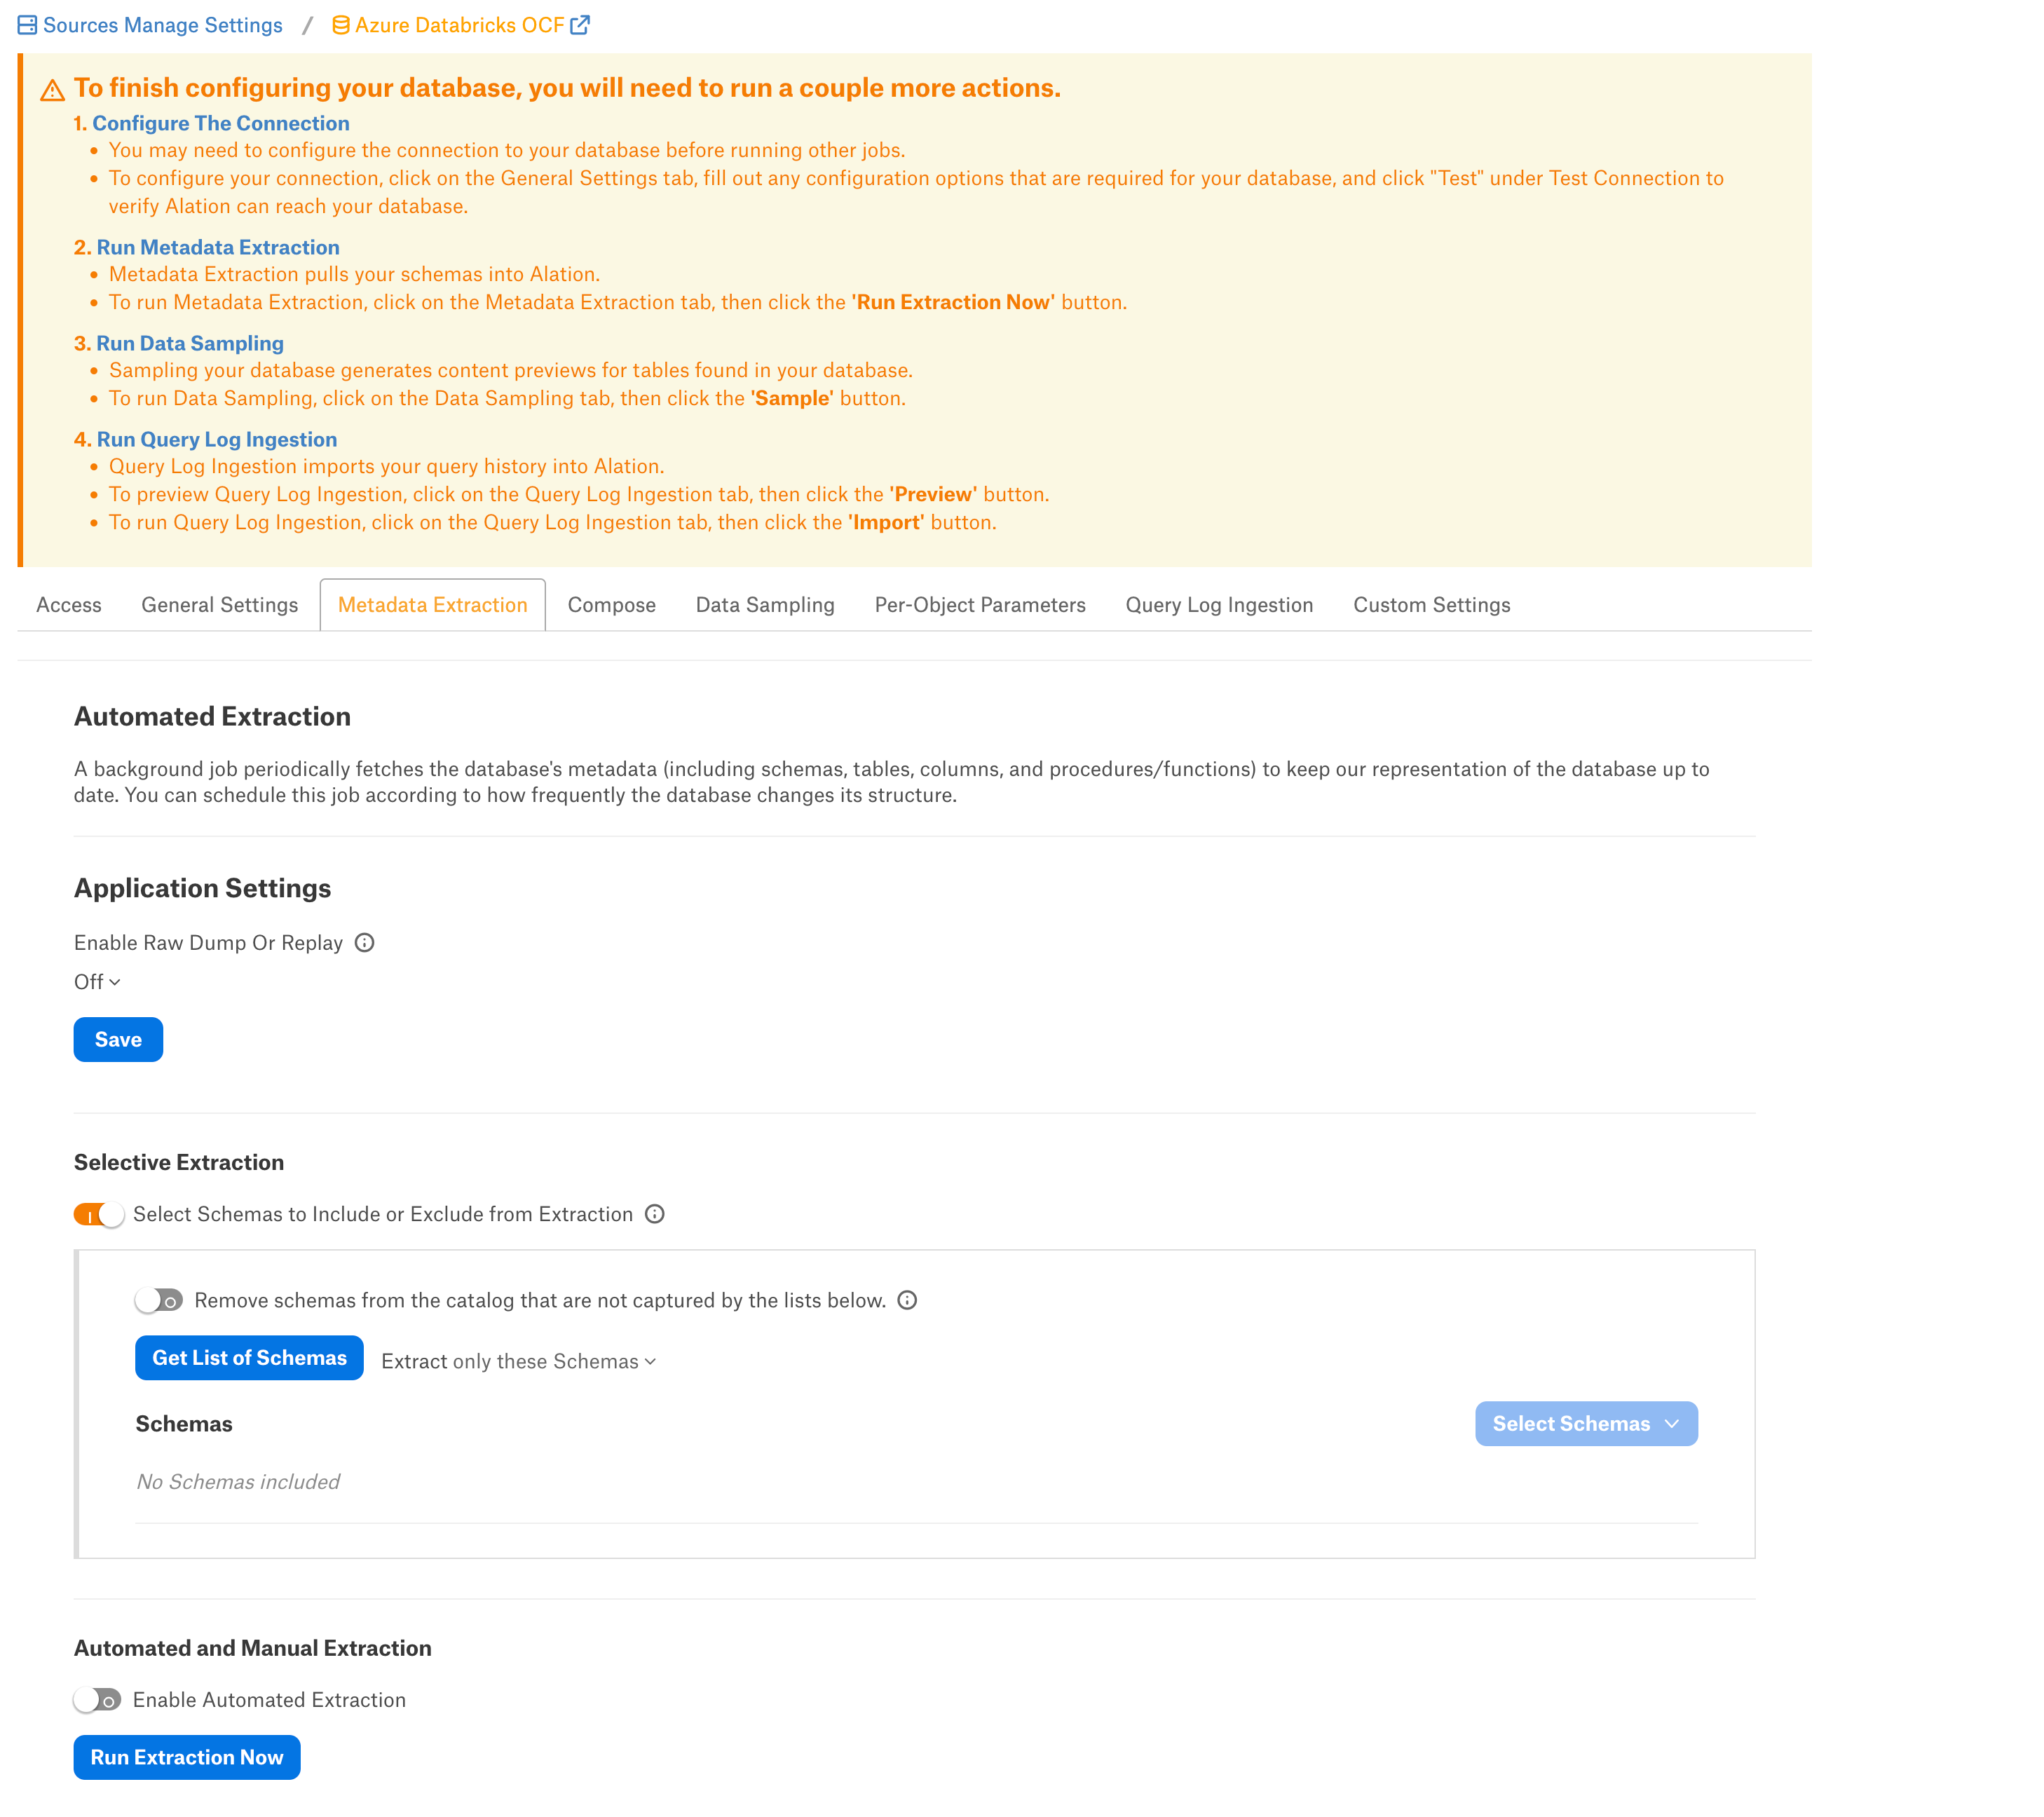 Sources Manage Settings / Azure Databricks OCF
To finish configuring your database, you will need to run a couple more actions.
1. Configure The Connection
• You may need to configure the connection to your database before running other jobs.
• To configure your connection, click on the General Settings tab, fill out any configuration options that are required for your database, and click "Test" under Test Connection to
verify Alation can reach your database.
2. Run Metadata Extraction
• Metadata Extraction pulls your schemas into Alation.
• To run Metadata Extraction, click on the Metadata Extraction tab, then click the 'Run Extraction Now' button.
3. Run Data Sampling
• Sampling your database generates content previews for tables found in your database.
• To run Data Sampling, click on the Data Sampling tab, then click the 'Sample' button.
4. Run Query Log Ingestion
• Query Log Ingestion imports your query history into Alation.
• To preview Query Log Ingestion, click on the Query Log Ingestion tab, then click the 'Preview' button.
• To run Query Log Ingestion, click on the Query Log Ingestion tab, then click the 'Import' button.
Access General Settings Metadata Extraction Compose Data Sampling Per-Object Parameters Query Log Ingestion Custom Settings
Automated Extraction
A background job periodically fetches the database's metadata (including schemas, tables, columns, and procedures/functions) to keep our representation of the database up to
date. You can schedule this job according to how frequently the database changes its structure.
Application Settings
Enable Raw Dump Or Replay
Off
Save
Selective Extraction
Select Schemas to Include or Exclude from Extraction
Remove schemas from the catalog that are not captured by the lists below.
Get List of Schemas Extract only these Schemas
Schemas Select Schemas
No Schemas included
Automated and Manual Extraction
Enable Automated Extraction
Run Extraction Now